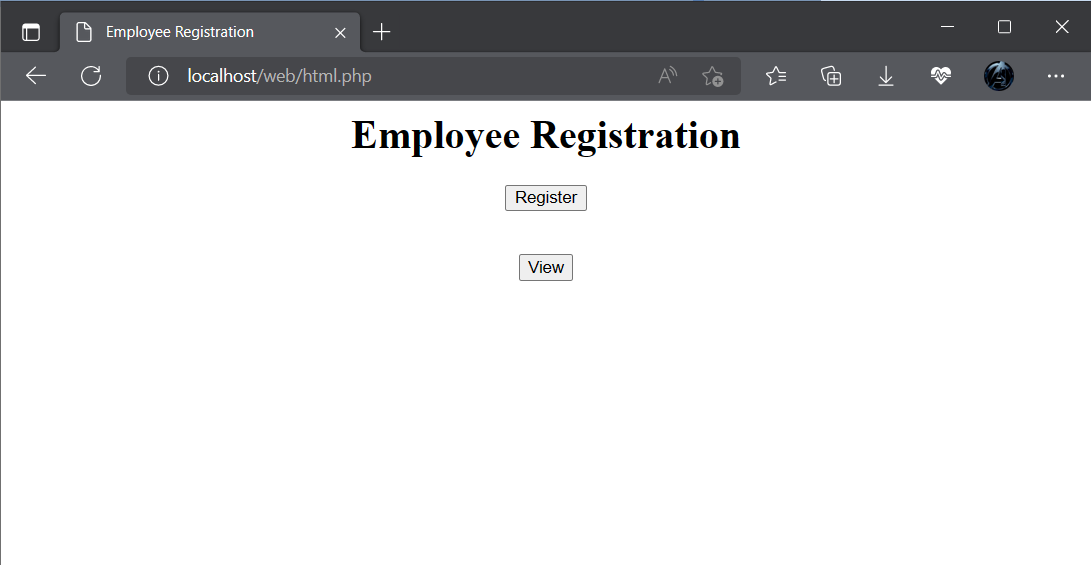 Employee Registration
localhost/web/html.php
Employee Registration
Register
View